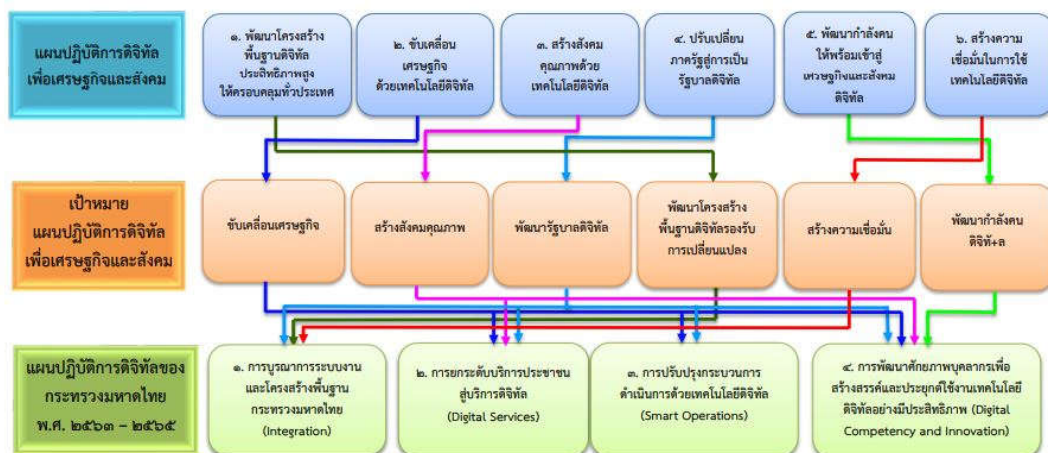 แผนปฏิบัติการดิจิทัล
เพื่อเศรษฐกิจและสังคม
๑. พัฒนาโครงสร้าง
พื้นฐานดิจิทัล
ประสิทธิภาพสูง
ให้ครอบคลุมทั่วประเทศ
๒. ขับเคลื่อน
เศรษฐกิจ
ด้วยเทคโนโลยีดิจิทัล
๓. สร้างสังคม
คุณภาพด้วย
เทคโนโลยีดิจิทัล
๔. ปรับเปลี่ยน
ภาครัฐสู่การเป็น
รัฐบาลดิจิทัล
๕. พัฒนากำลังคน
ให้พร้อมเข้าสู่
เศรษฐกิจและสังคม
ดิจิทัล
๖. สร้างความ
เชื่อมั่นในการใช้
เทคโนโลยีดิจิทัล
เป้าหมาย
แผนปฏิบัติการดิจิทัล
เพื่อเศรษฐกิจและสังคม
ขับเคลื่อนเศรษฐกิจ
สร้างสังคมคุณภาพ
พัฒนารัฐบาลดิจิทัล
พัฒนาโครงสร้าง
พื้นฐานดิจิทัลรองรับ
การเปลี่ยนแปลง
สร้างความเชื่อมั่น
พัฒนากำลังคน
ดิจิทั+ล
แผนปฏิบัติการดิจิทัลของ
กระทรวงมหาดไทย
พ.ศ. ๒๕๖๓ – ๒๕๖๕
๑. การบูรณาการระบบงาน
และโครงสร้างพื้นฐาน
กระทรวงมหาดไทย
(Integration)
๒. การยกระดับบริการประชาชน
สู่บริการดิจิทัล
(Digital Services)
๓. การปรับปรุงกระบวนการ
ดำเนินการด้วยเทคโนโลยีดิจิทัล
(Smart Operations)
๔. การพัฒนาศักยภาพบุคลากรเพื่อ
สร้างสรรค์และประยุกต์ใช้งานเทคโนโลยี
ดิจิทัลอย่างมีประสิทธิภาพ (Digital
Competency and Innovation)